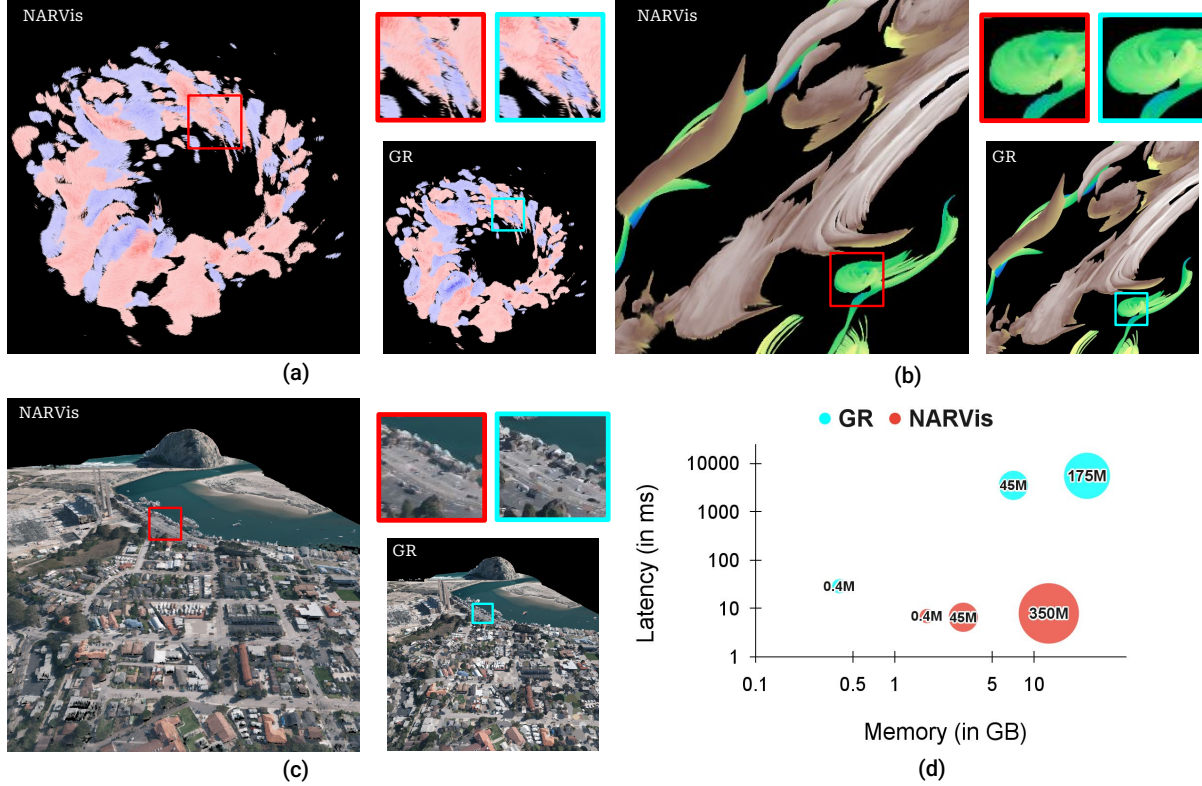 NARVis
GR
(a)
NARVis
GR
(b)
NARVis
GR
(c)
GR NARVis
Latency (in ms)
10000
1000
100
10
1
175M
45M
0.4M
0.4M
45M
350M
0.1
0.5
1
5
10
Memory (in GB)
(d)